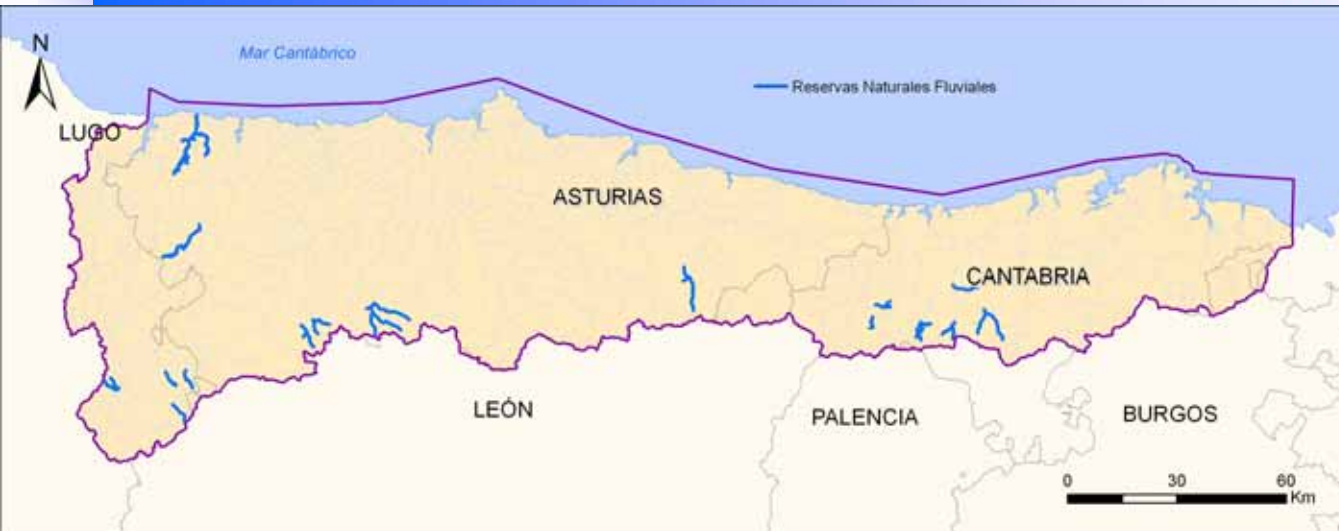 N
Mar Cantábrico
Reservas Naturales Fluviales
LUGO
ASTURIAS
CANTABRIA
LEÓN
PALENCIA
BURGOS
0 30 60
Km